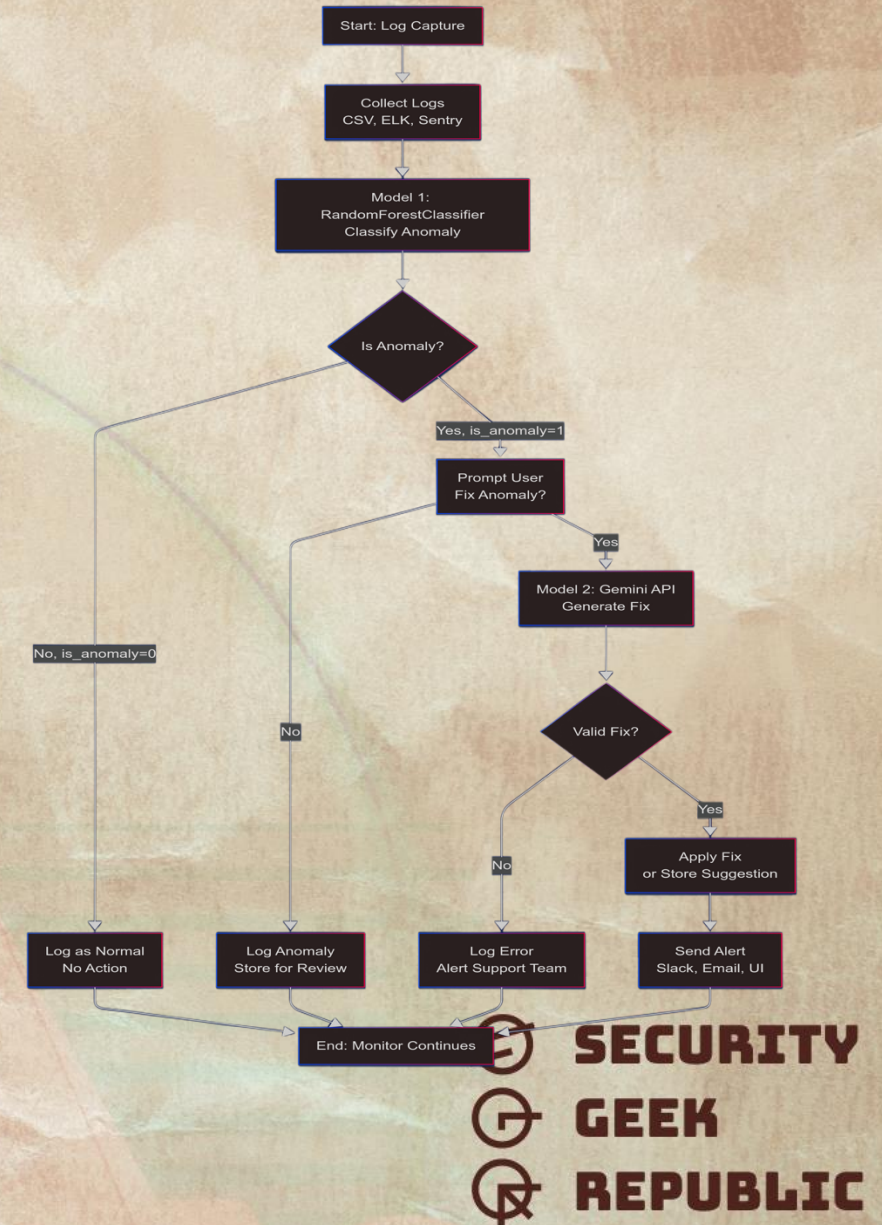 Start: Log Capture
Collect Logs
CSV, ELK, Sentry
Model 1:
RandomForestClassifier
Classify Anomaly
Is Anomaly?
Yes, is_anomaly=1
Prompt User
Fix Anomaly?
Yes
Model 2: Gemini API
Generate Fix
No, is_anomaly=0
No
Valid Fix?
Yes
No
Apply Fix
or Store Suggestion
Log as Normal
No Action
Log Anomaly
Store for Review
Log Error
Alert Support Team
Send Alert
Slack, Email, UI
End: Monitor Continues
SECURITY
GEEK
REPUBLIC